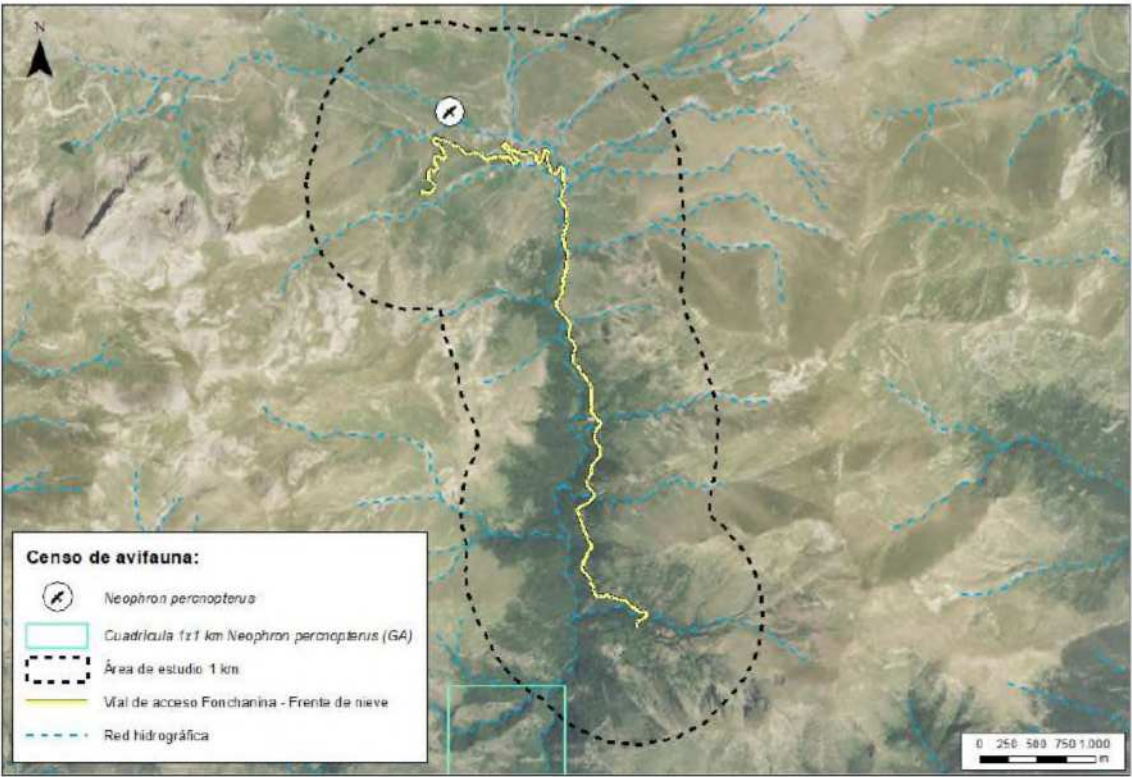 N
Censo de avifauna:
Neophron percnopterus
Cuadrícula 1x1 km Neophron percnopterus (GA)
Área de estudio 1 km
Vial de acceso Fonchanina - Frente de nieve
Red hidrográfica
0 250 500 750 1.000
m